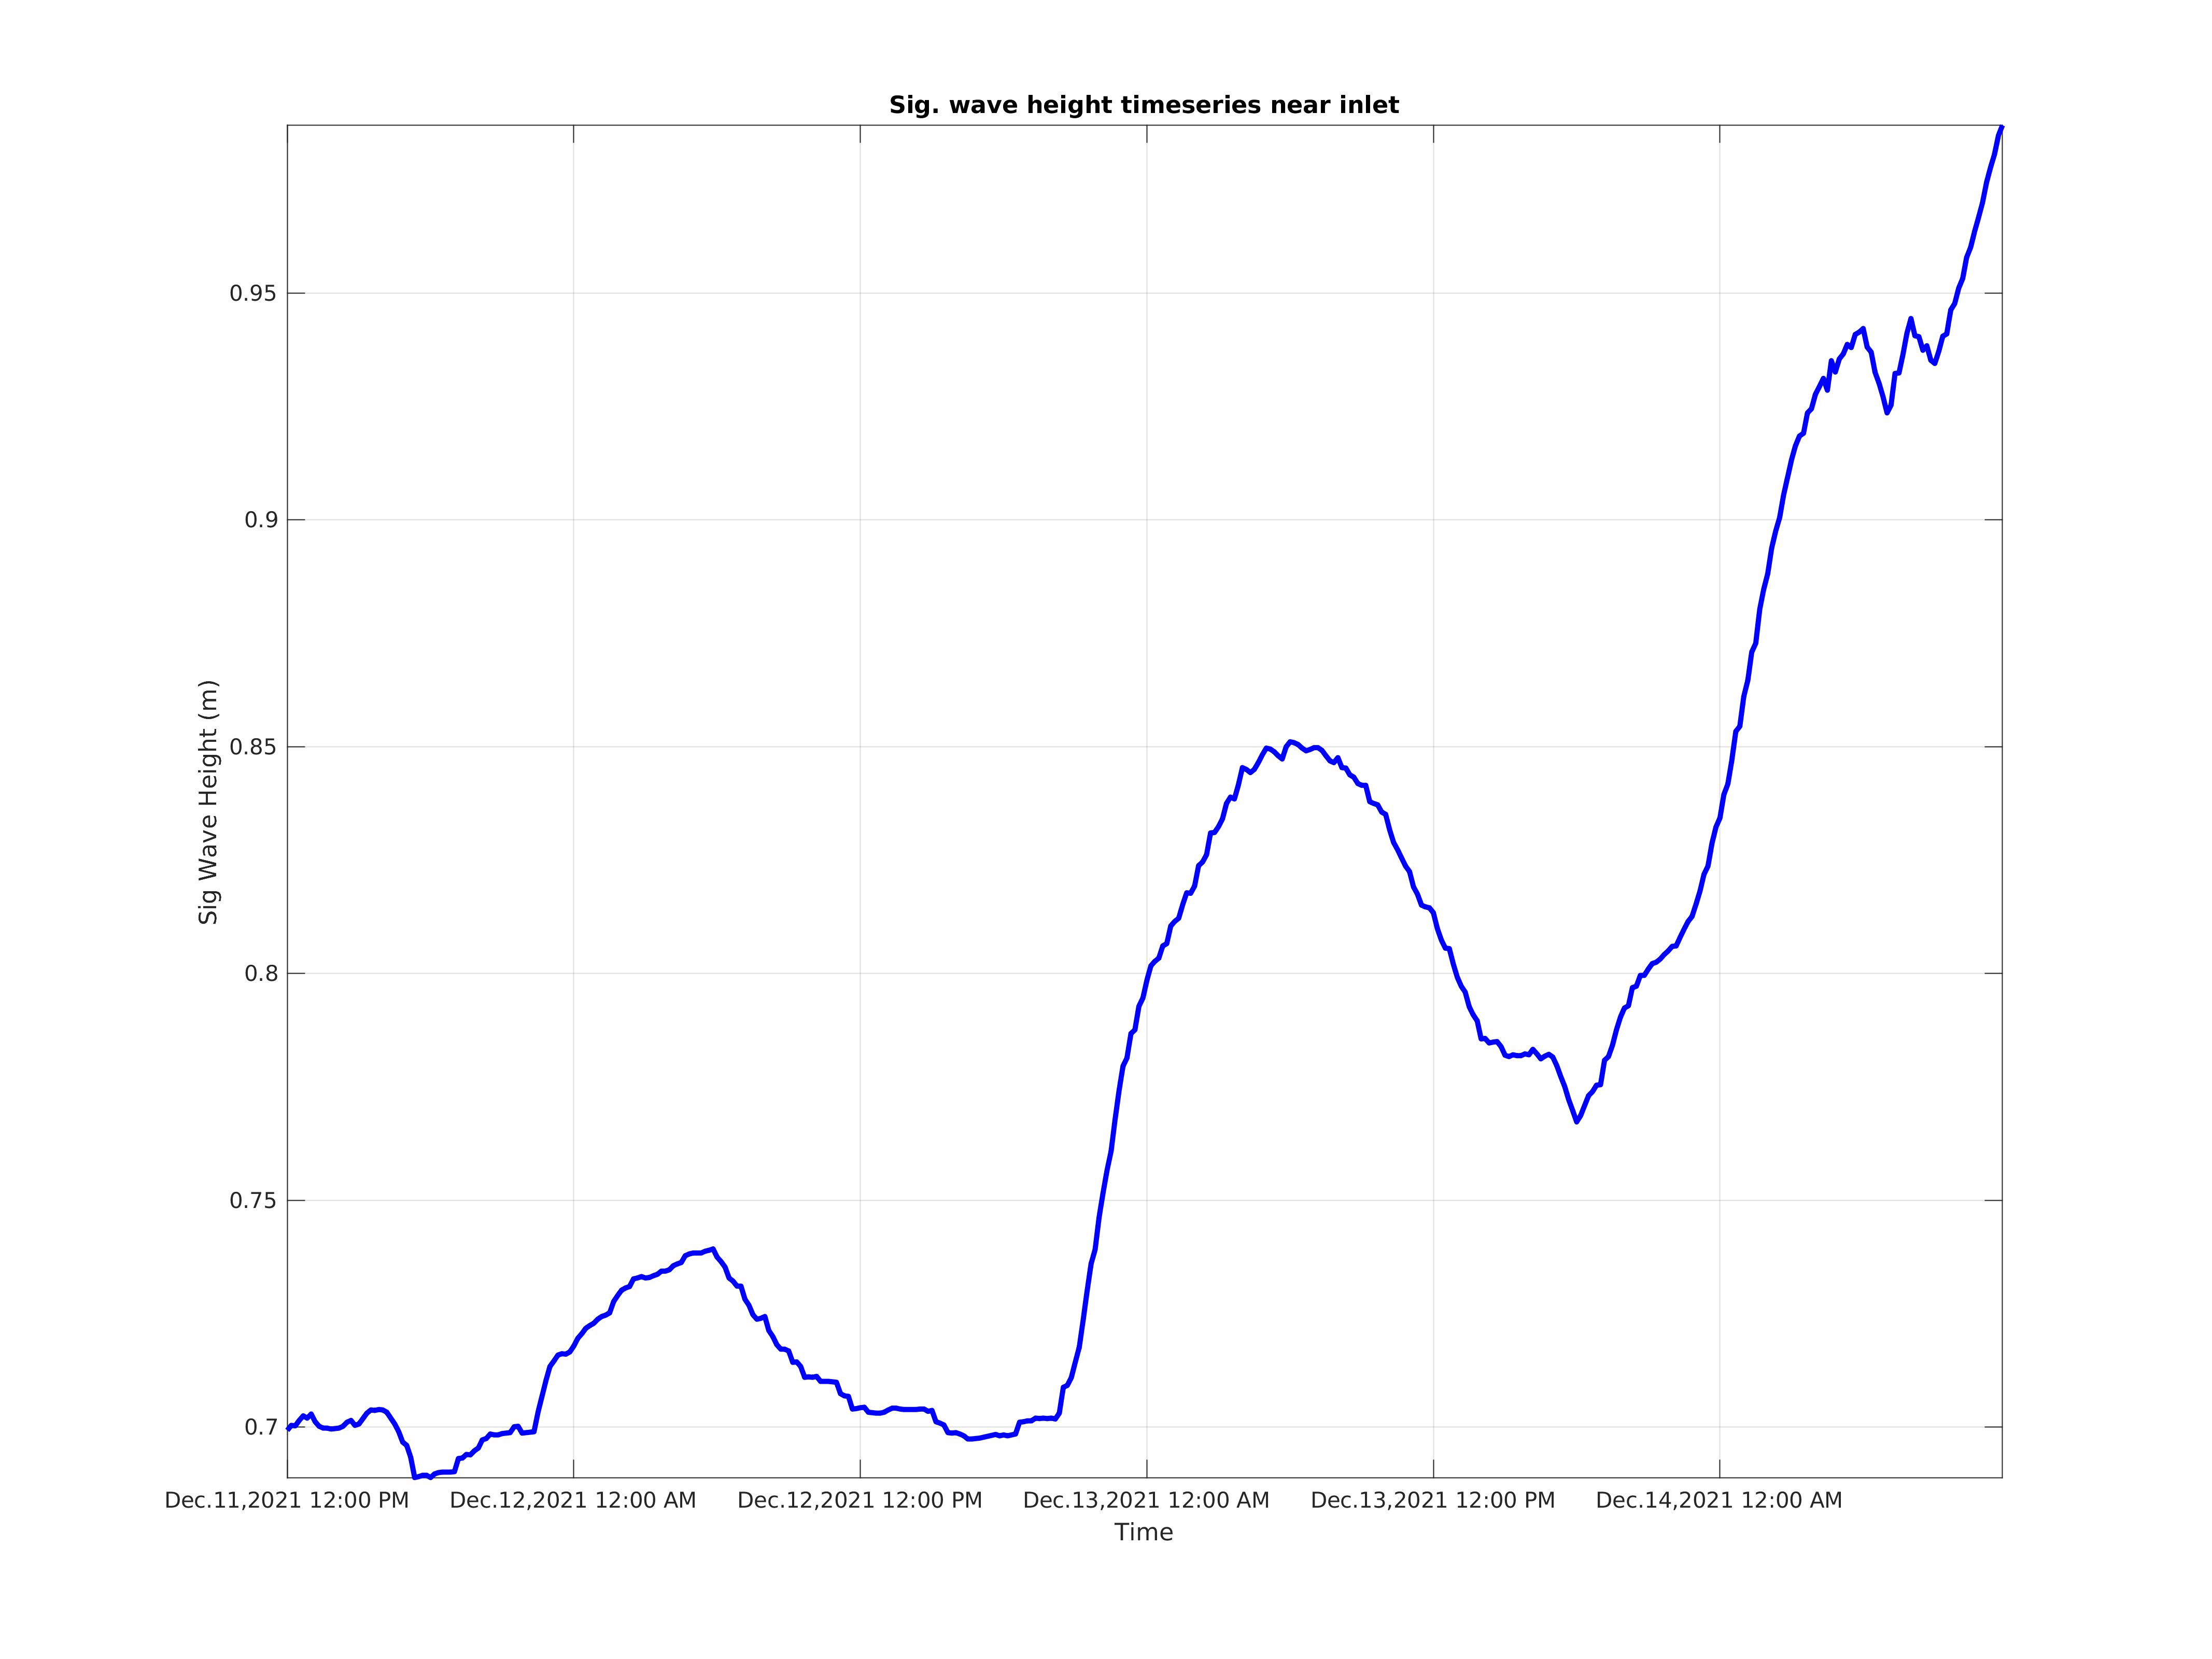 Sig. wave height timeseries near inlet
Sig Wave Height (m)
0.95
0.9
0.85
0.8
0.75
0.7
Dec.11,2021 12:00 PM
Dec.12,2021 12:00 AM
Dec.12,2021 12:00 PM
Dec.13,2021 12:00 AM
Dec.13,2021 12:00 PM
Dec.14,2021 12:00 AM
Time